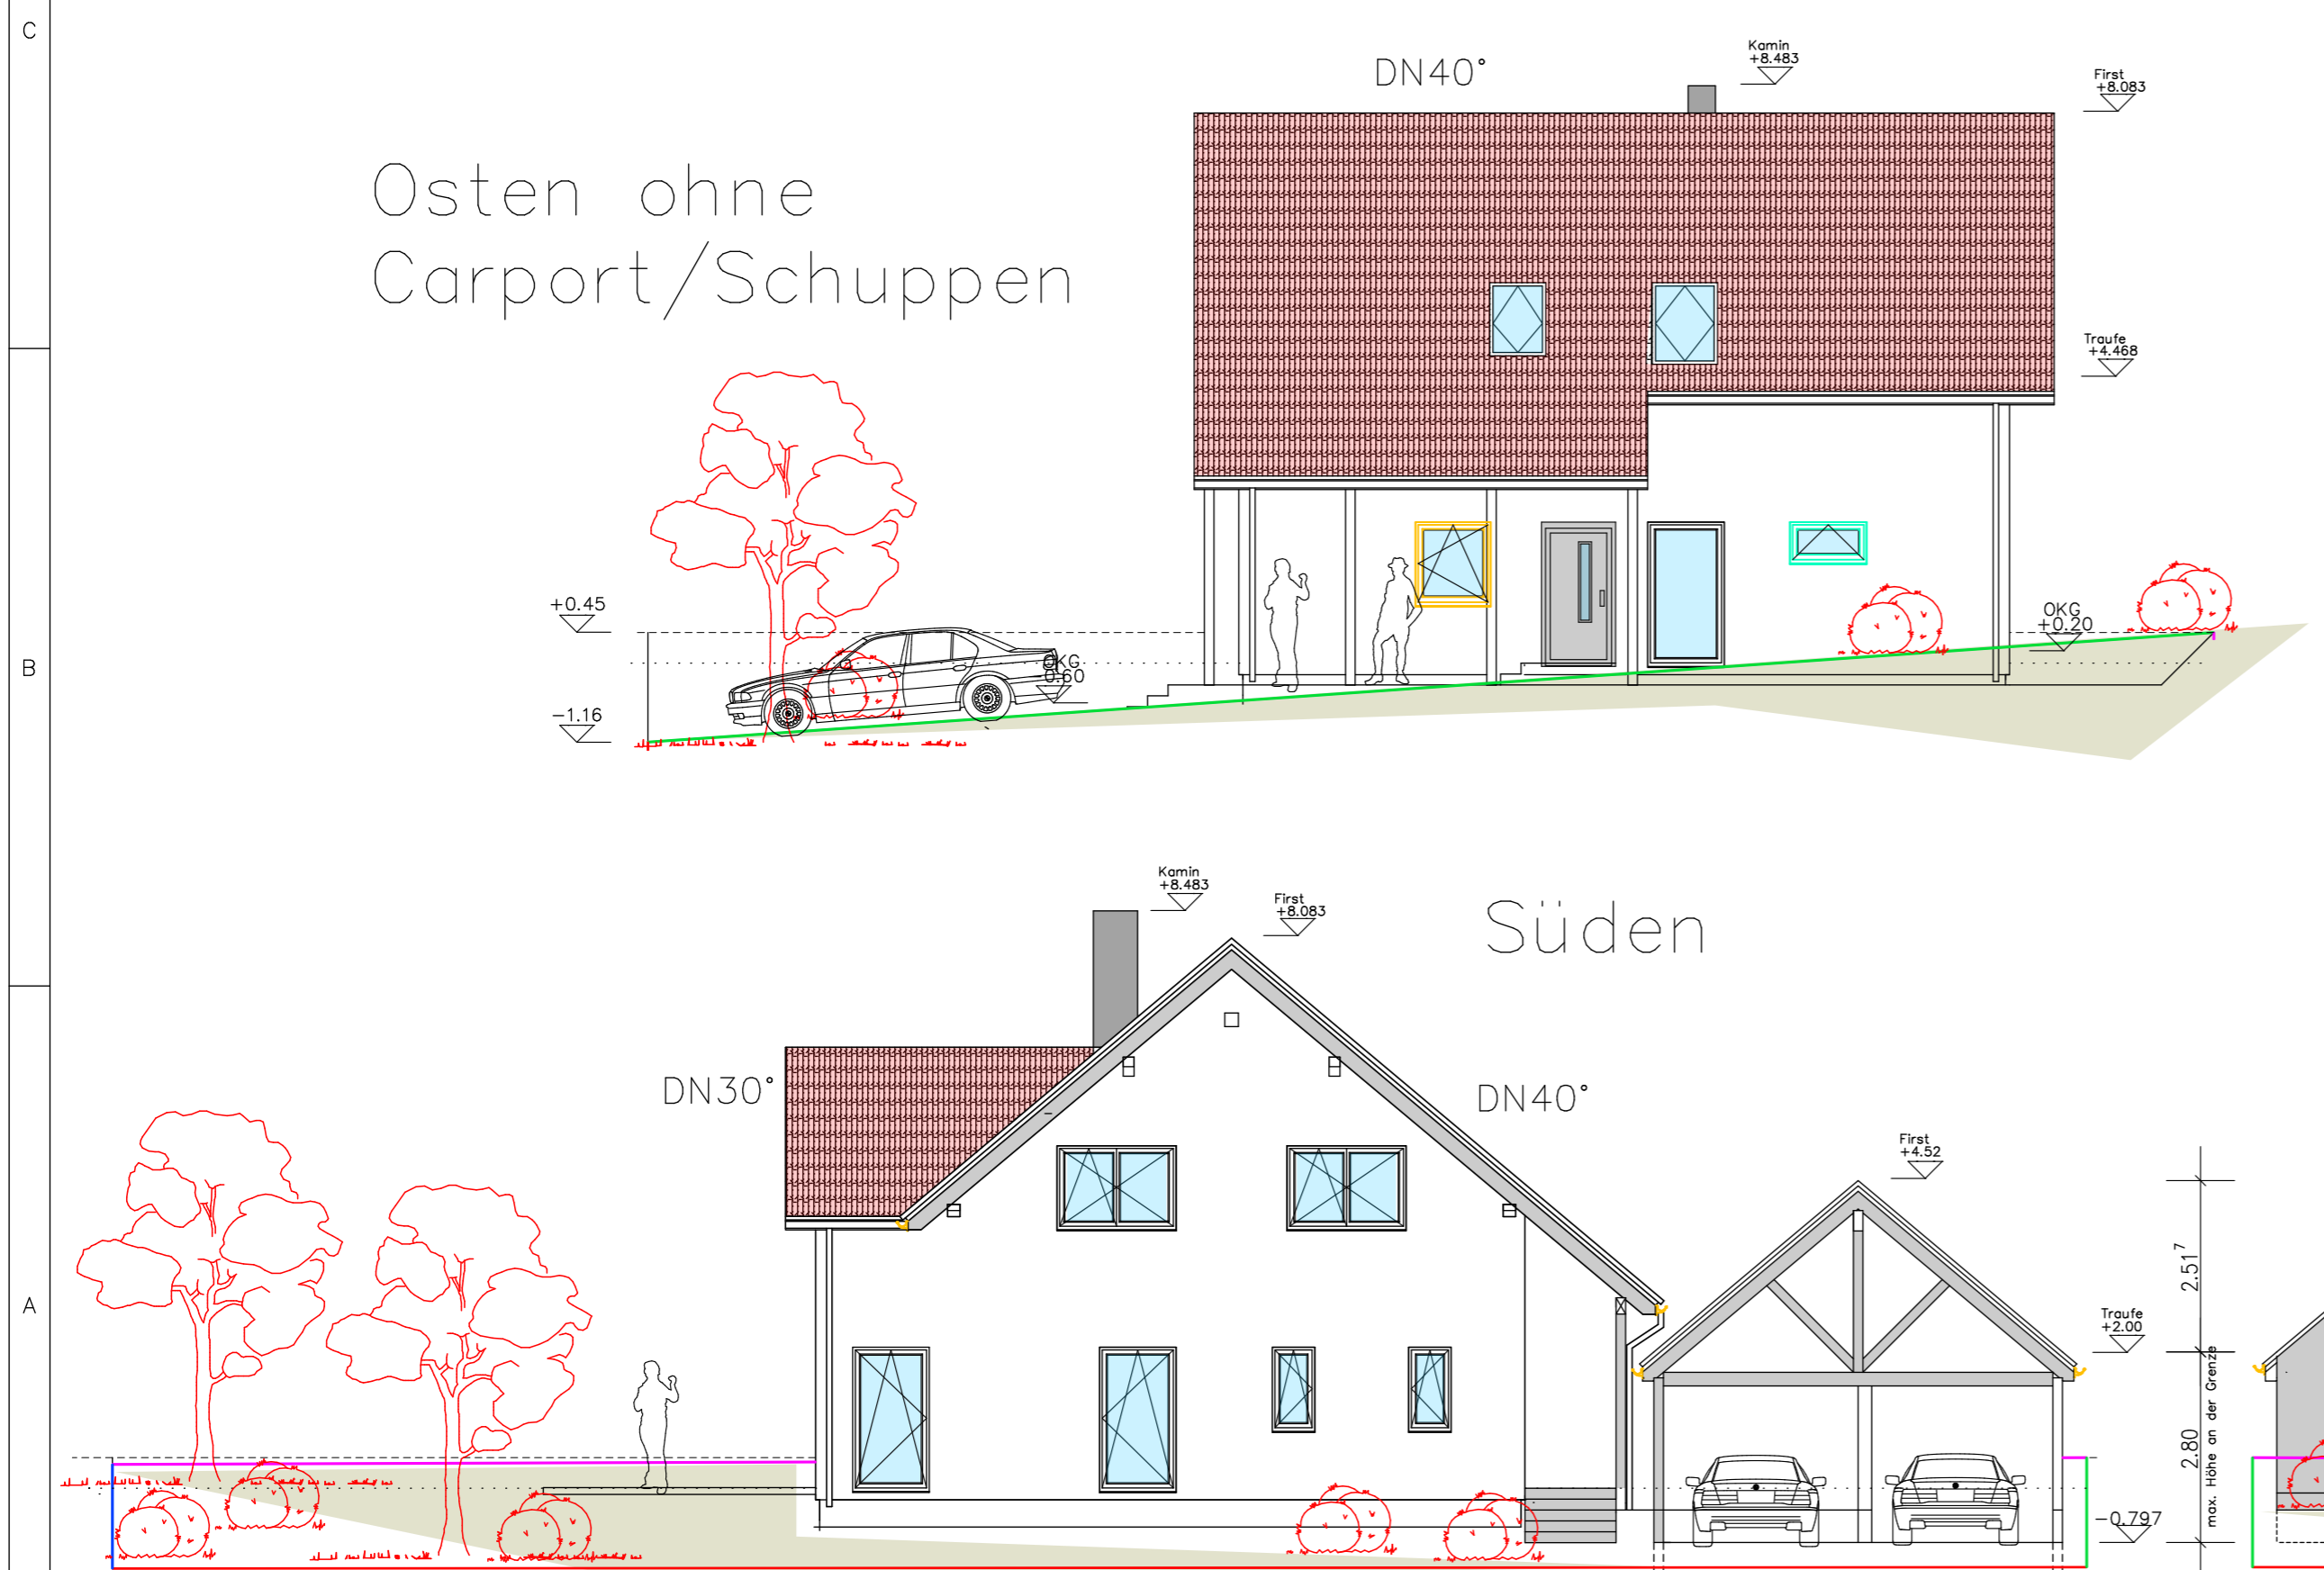 C
DN40°
Kamin
+8.483
First
+8.083
Osten ohne
Carport/Schuppen
Traufe
+4.468
+0.45
OKG
+0.20
B
OKG
0.60
-1.16
Kamin
+8.483
First
+8.083
Süden
DN30°
DN40°
First
+4.52
2.51⁷
A
Traufe
+2.00
2.80
max. Höhe an der Grenze
-0.797